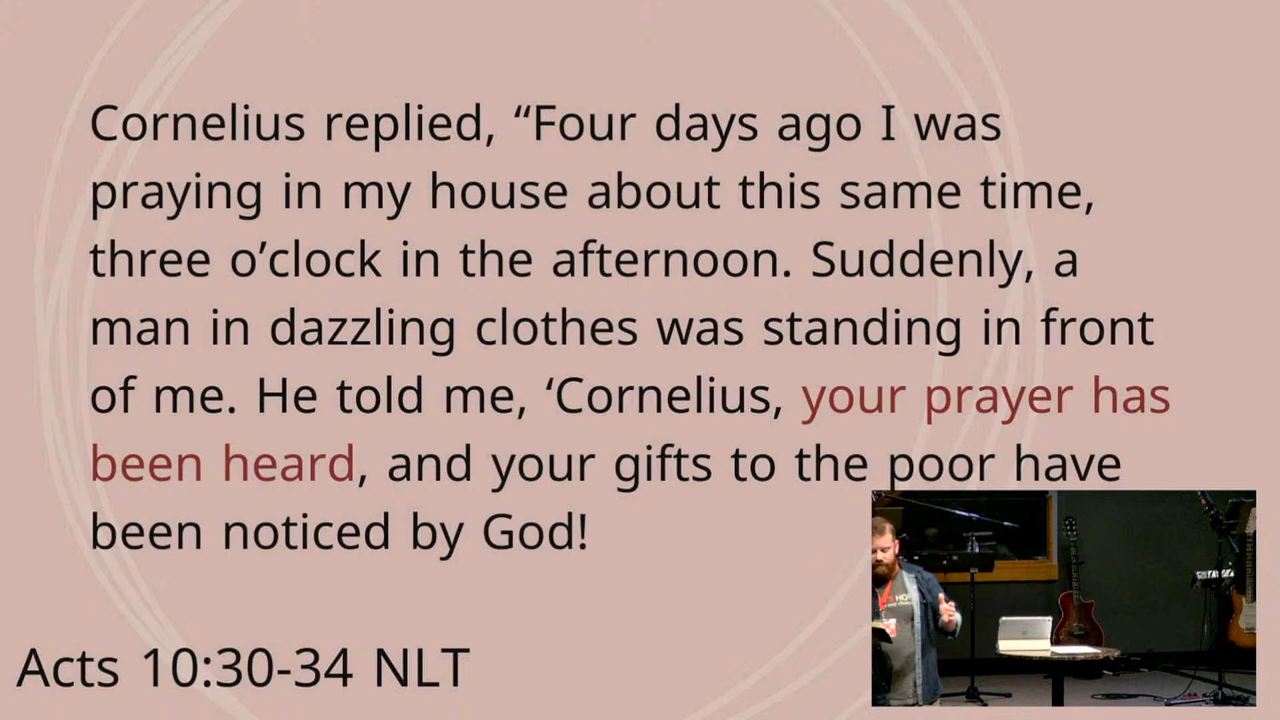 Cornelius replied, “Four days ago I was
praying in my house about this same time,
three o’clock in the afternoon. Suddenly, a
man in dazzling clothes was standing in front
of me. He told me, ‘Cornelius, your prayer has
been heard, and your gifts to the poor have
been noticed by God!
Acts 10:30-34 NLT